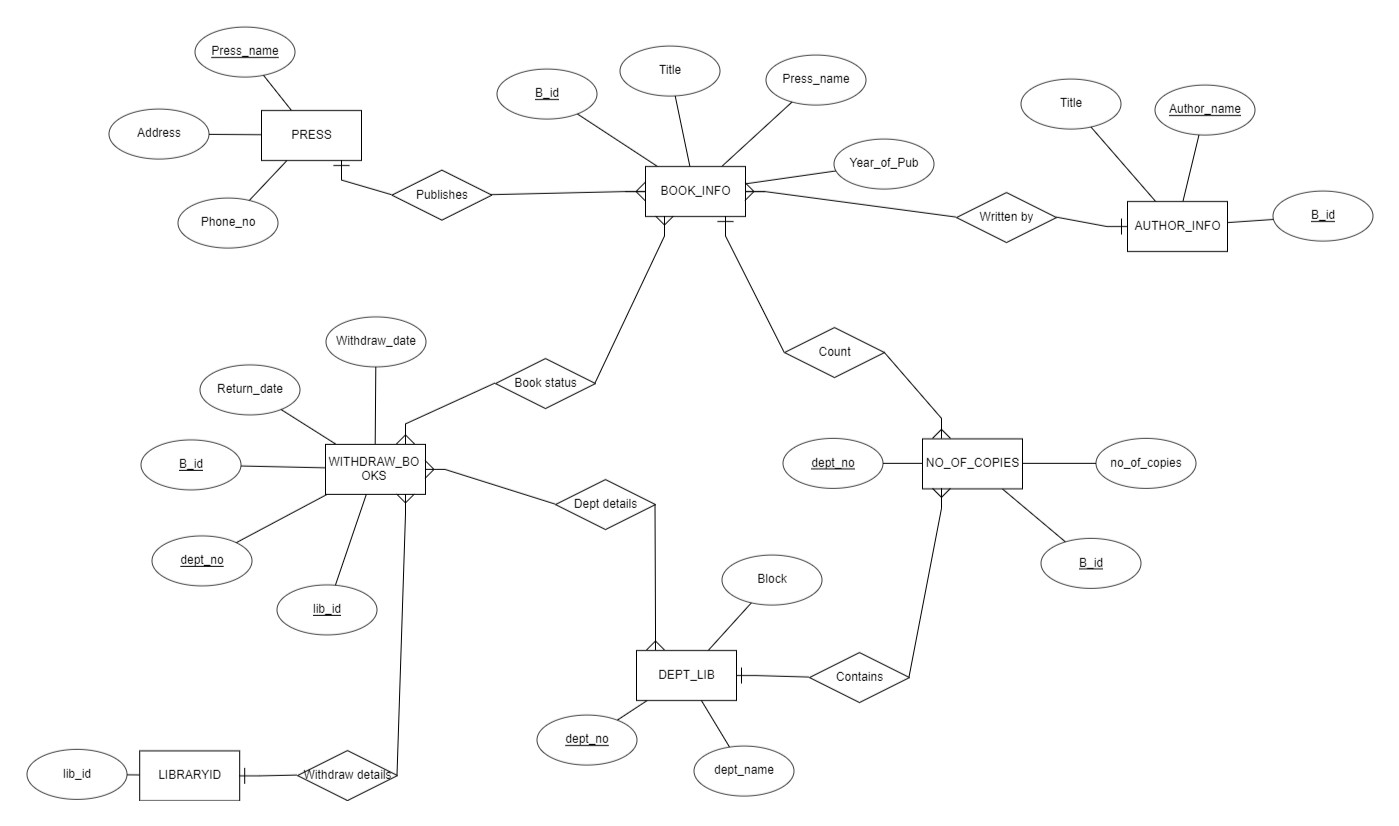 Press_name
Title
Press_name
B_id
Title
Author_name
Address
PRESS
Year_of_Pub
Publishes
BOOK_INFO
Phone_no
Written by
AUTHOR_INFO
B_id
Withdraw_date
Count
Return_date
Book status
B_id
WITHDRAW_BO
OKS
dept_no
NO_OF_COPIES
no_of_copies
Dept details
dept_no
B_id
lib_id
Block
DEPT_LIB
Contains
dept_no
dept_name
lib_id
LIBRARYID
Withdraw details